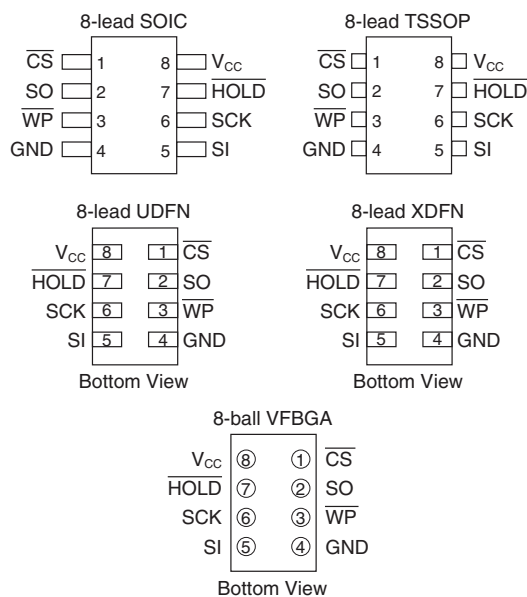 8-lead SOIC
CS 1 8 VCC
SO 2 7 HOLD
WP 3 6 SCK
GND 4 5 SI
8-lead TSSOP
CS 1 8 VCC
SO 2 7 HOLD
WP 3 6 SCK
GND 4 5 SI
8-lead UDFN
VCC 8 1 CS
HOLD 7 2 SO
SCK 6 3 WP
SI 5 4 GND
Bottom View
8-lead XDFN
VCC 8 1 CS
HOLD 7 2 SO
SCK 6 3 WP
SI 5 4 GND
Bottom View
8-ball VFBGA
VCC 8 1 CS
HOLD 7 2 SO
SCK 6 3 WP
SI 5 4 GND
Bottom View